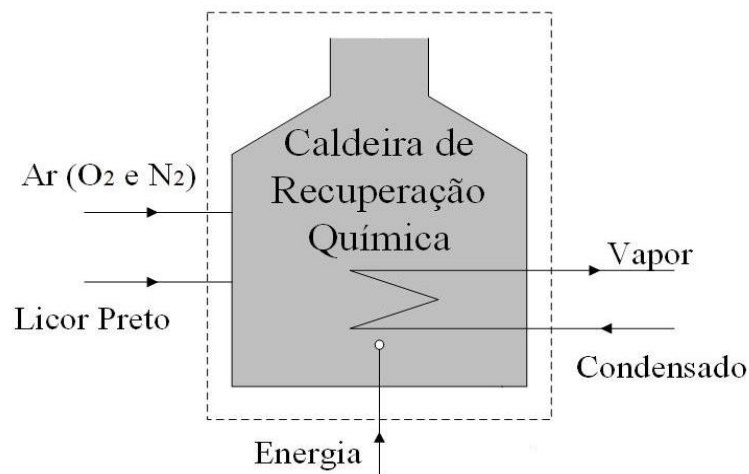 Caldeira de
Recuperação
Química
Ar (O2 e N2)
Licor Preto
Vapor
Condensado
Energia